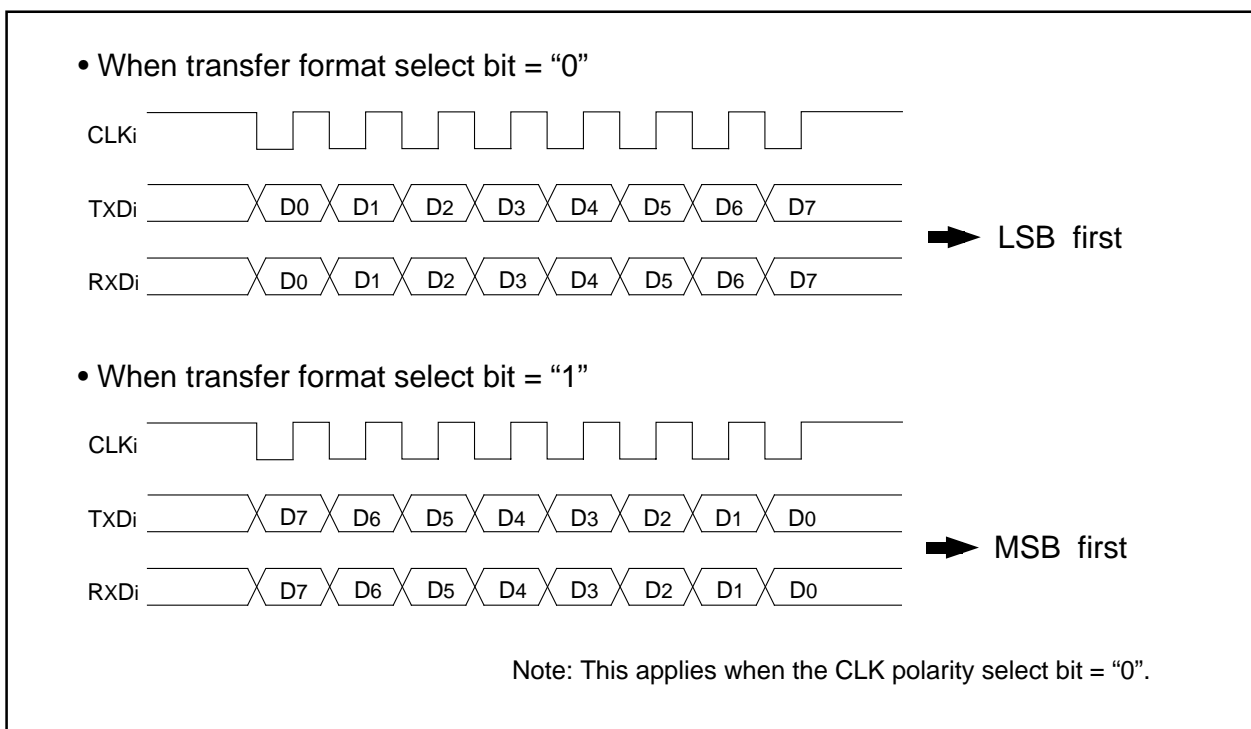 • When transfer format select bit = “0”
CLKi
TXDi D0 D1 D2 D3 D4 D5 D6 D7
RXDi D0 D1 D2 D3 D4 D5 D6 D7
LSB first
• When transfer format select bit = “1”
CLKi
TXDi D7 D6 D5 D4 D3 D2 D1 D0
RXDi D7 D6 D5 D4 D3 D2 D1 D0
MSB first
Note: This applies when the CLK polarity select bit = “0”.